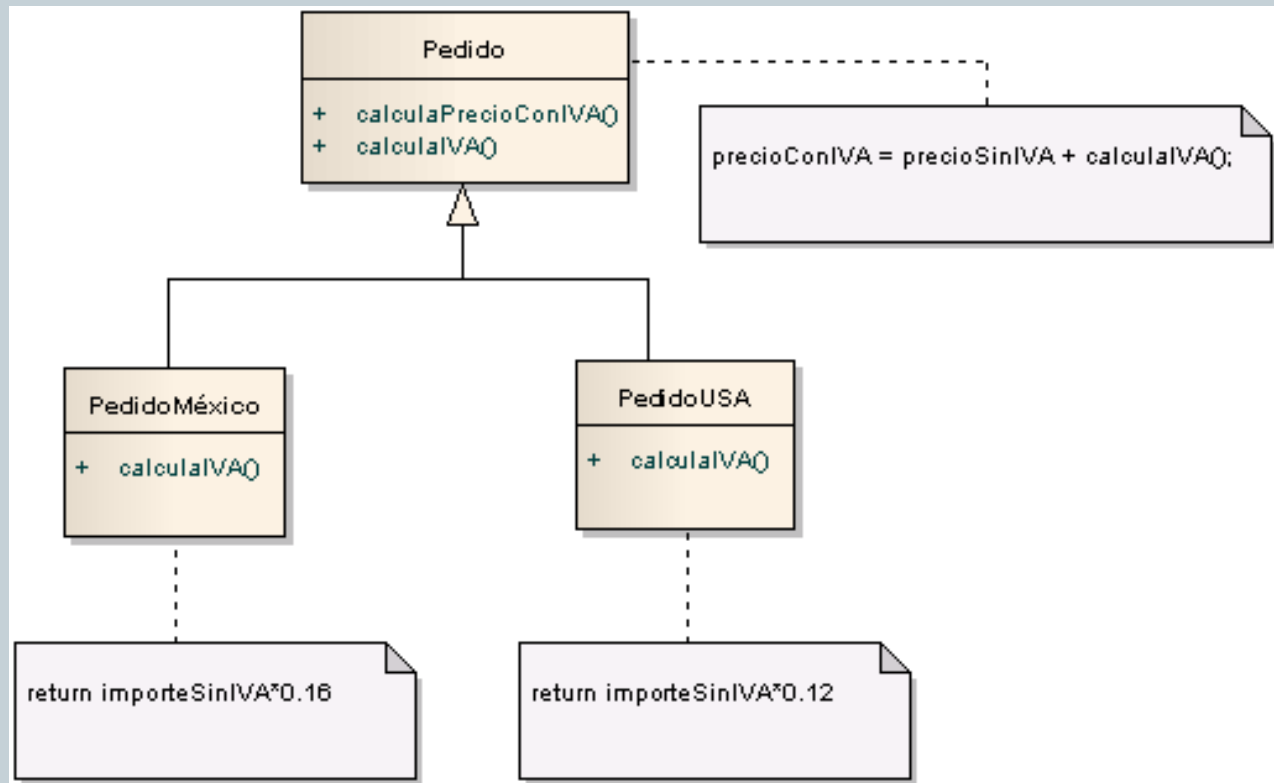 Pedido
+ calculaPrecioConIVA()
+ calculaIVA()
precioConIVA = precioSinIVA + calculaIVA();
PedidoMéxico
+ calculaIVA()
PedidoUSA
+ calculaIVA()
return importeSinIVA*0.16
return importeSinIVA*0.12